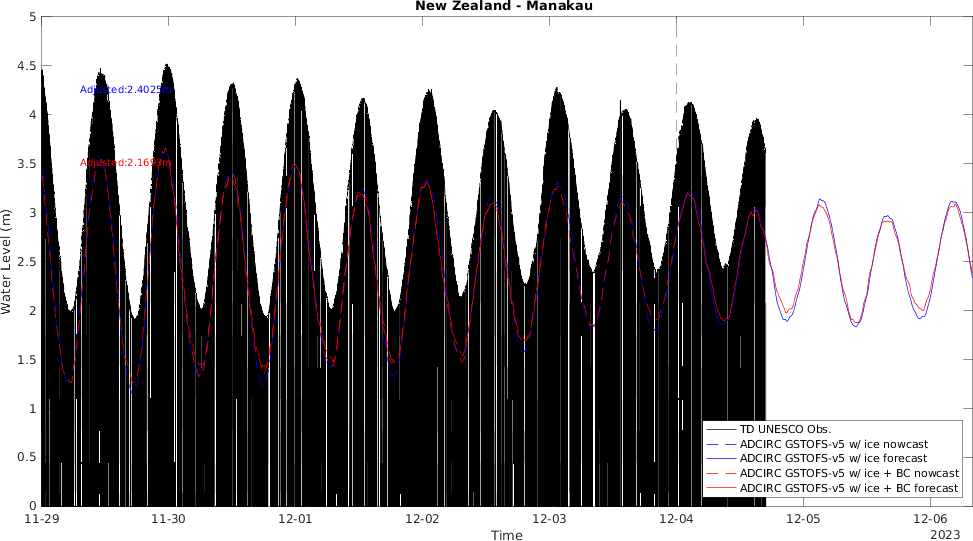 New Zealand - Manakau
5
4.5
4
3.5
3
2.5
2
1.5
1
0.5
0
Water Level (m)
Adjusted:2.4025m
Adjusted:2.1693m
TD UNESCO Obs.
ADCIRC GSTOFS-v5 w/ ice nowcast
ADCIRC GSTOFS-v5 w/ ice forecast
ADCIRC GSTOFS-v5 w/ ice + BC nowcast
ADCIRC GSTOFS-v5 w/ ice + BC forecast
11-29 11-30 12-01 12-02 12-03 12-04 12-05 12-06
2023
Time